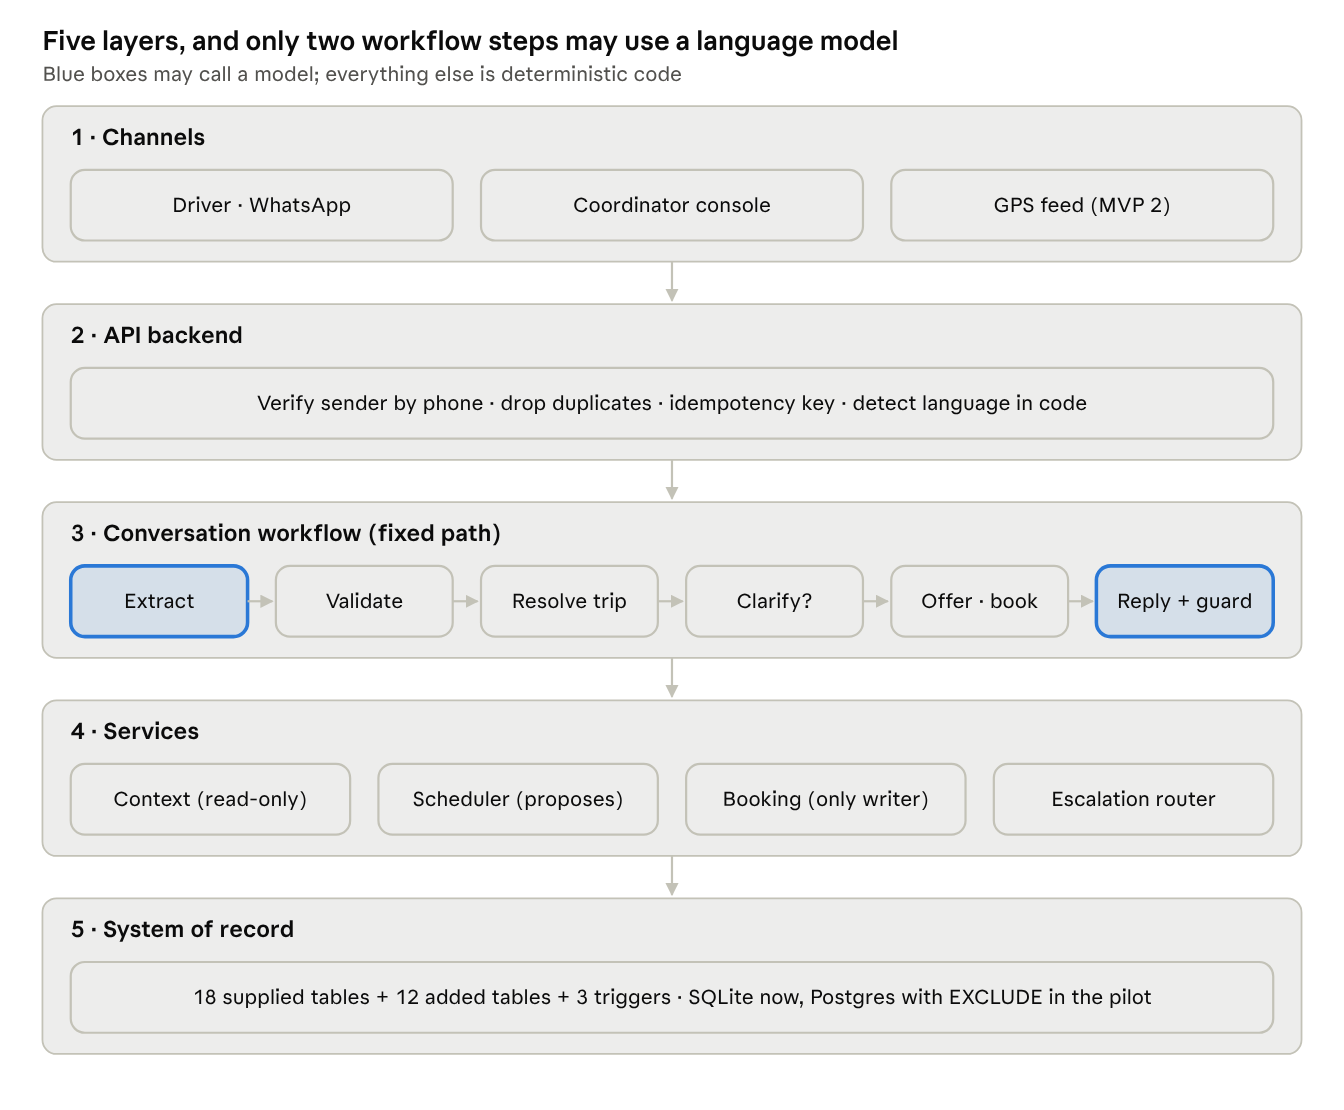 Five layers, and only two workflow steps may use a language model
Blue boxes may call a model; everything else is deterministic code
1 · Channels
Driver · WhatsApp
Coordinator console
GPS feed (MVP 2)
2 · API backend
Verify sender by phone · drop duplicates · idempotency key · detect language in code
3 · Conversation workflow (fixed path)
Extract
Validate
Resolve trip
Clarify?
Offer · book
Reply + guard
4 · Services
Context (read-only)
Scheduler (proposes)
Booking (only writer)
Escalation router
5 · System of record
18 supplied tables + 12 added tables + 3 triggers · SQLite now, Postgres with EXCLUDE in the pilot